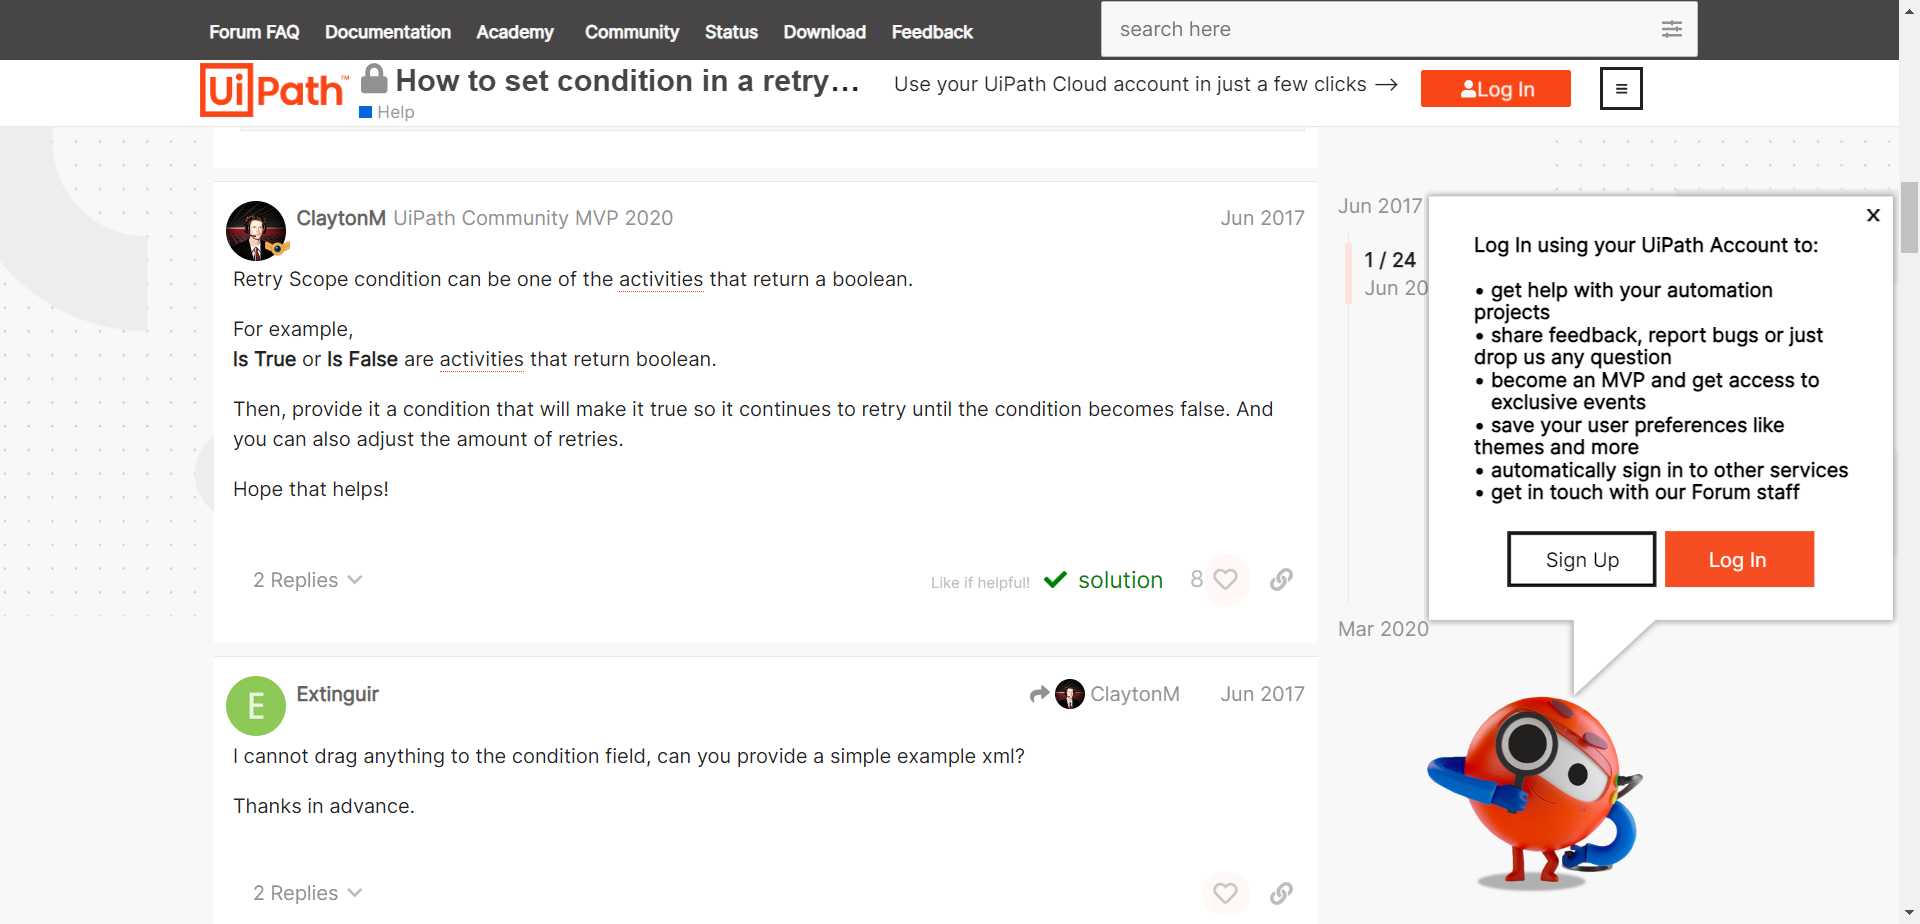 Forum FAQ Documentation Academy Community Status Download Feedback
search here
UiPath™ How to set condition in a retry...
Help
Use your UiPath Cloud account in just a few clicks →
Log In
ClaytonM UiPath Community MVP 2020 Jun 2017
Retry Scope condition can be one of the activities that return a boolean.
For example,
Is True or Is False are activities that return boolean.
Then, provide it a condition that will make it true so it continues to retry until the condition becomes false. And
you can also adjust the amount of retries.
Hope that helps!
2 Replies Like if helpful! solution 8
Extinguir ClaytonM Jun 2017
E
I cannot drag anything to the condition field, can you provide a simple example xml?
Thanks in advance.
2 Replies
Jun 2017
1 / 24
Jun 20
Mar 2020
x
Log In using your UiPath Account to:
• get help with your automation
projects
• share feedback, report bugs or just
drop us any question
• become an MVP and get access to
exclusive events
• save your user preferences like
themes and more
• automatically sign in to other services
• get in touch with our Forum staff
Sign Up Log In